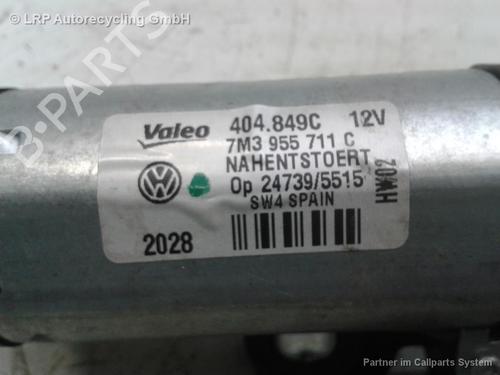 © LRP Autorecycling GmbH
Valeo 404.849C 12V
7M3 955 711 C
NAHENTSTOERT
Op 24739/5515
SW4 SPAIN
HW02
2028
Partner im Callparts System